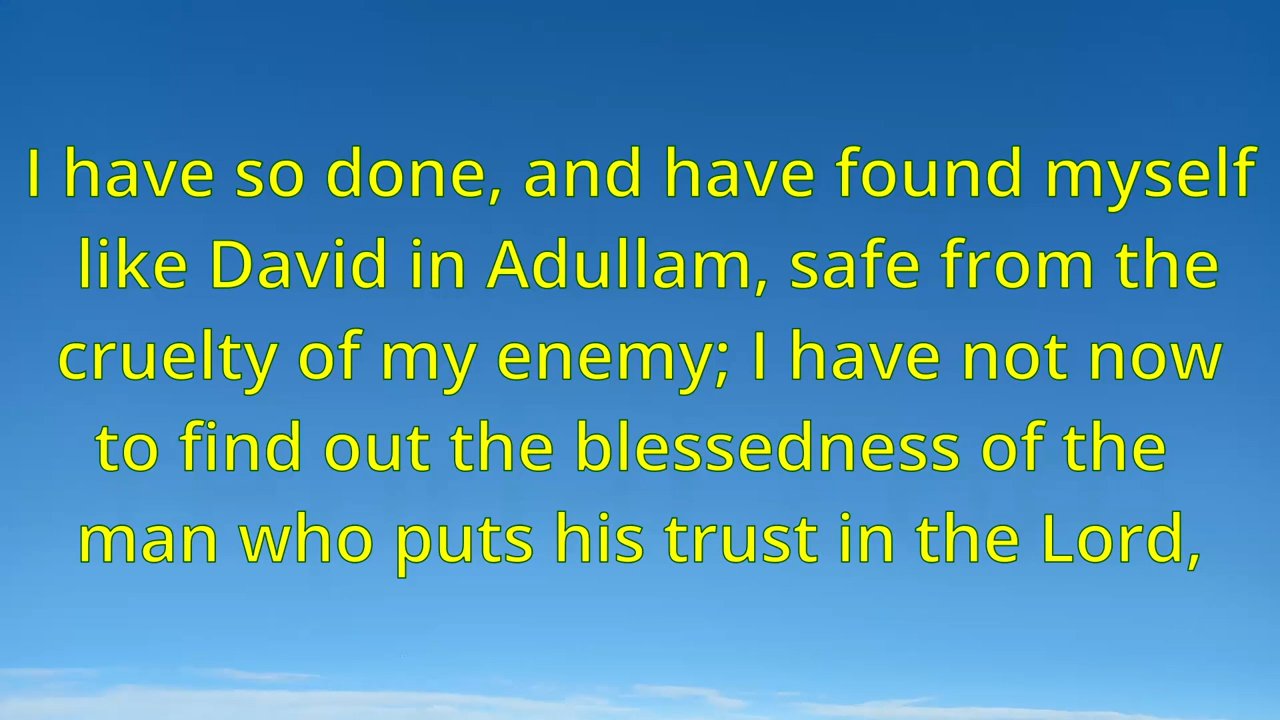 I have so done, and have found myself
like David in Adullam, safe from the
cruelty of my enemy; I have not now
to find out the blessedness of the
man who puts his trust in the Lord,